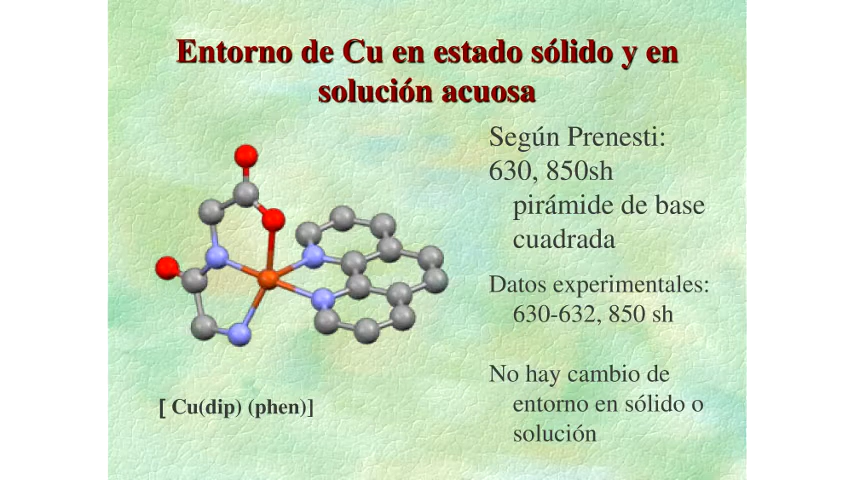 Entorno de Cu en estado sólido y en
solución acuosa
Según Prenesti:
630, 850sh
pirámide de base
cuadrada
Datos experimentales:
630-632, 850 sh
No hay cambio de
entorno en sólido o
solución
[ Cu(dip) (phen)]